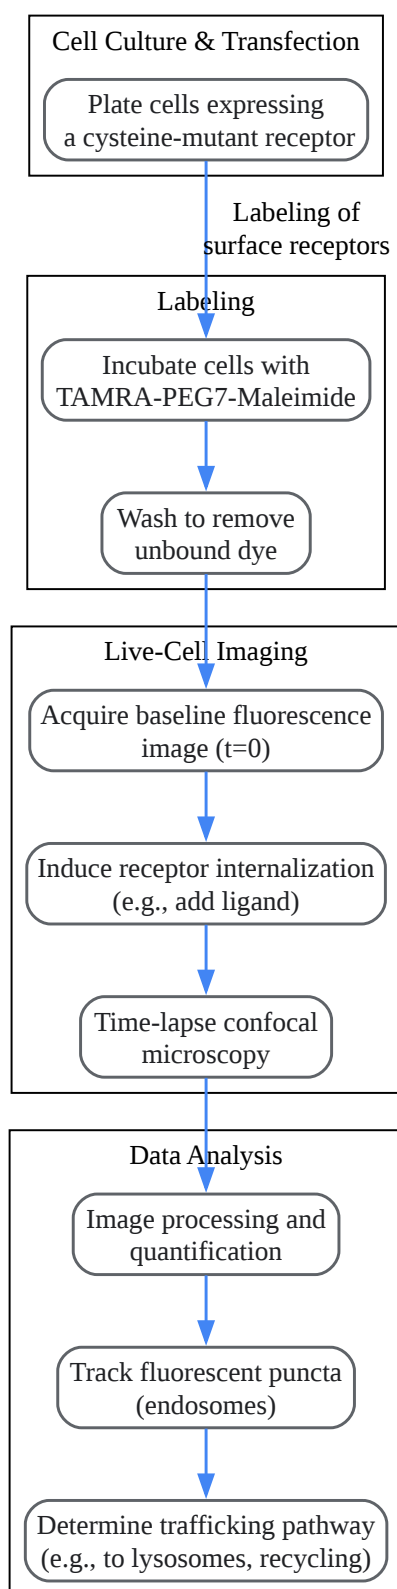 Cell Culture & Transfection
Plate cells expressing
a cysteine-mutant receptor
Labeling of
surface receptors
Labeling
Incubate cells with
TAMRA-PEG7-Maleimide
Wash to remove
unbound dye
Live-Cell Imaging
Acquire baseline fluorescence
image (t=0)
Induce receptor internalization
(e.g., add ligand)
Time-lapse confocal
microscopy
Data Analysis
Image processing and
quantification
Track fluorescent puncta
(endosomes)
Determine trafficking pathway
(e.g., to lysosomes, recycling)